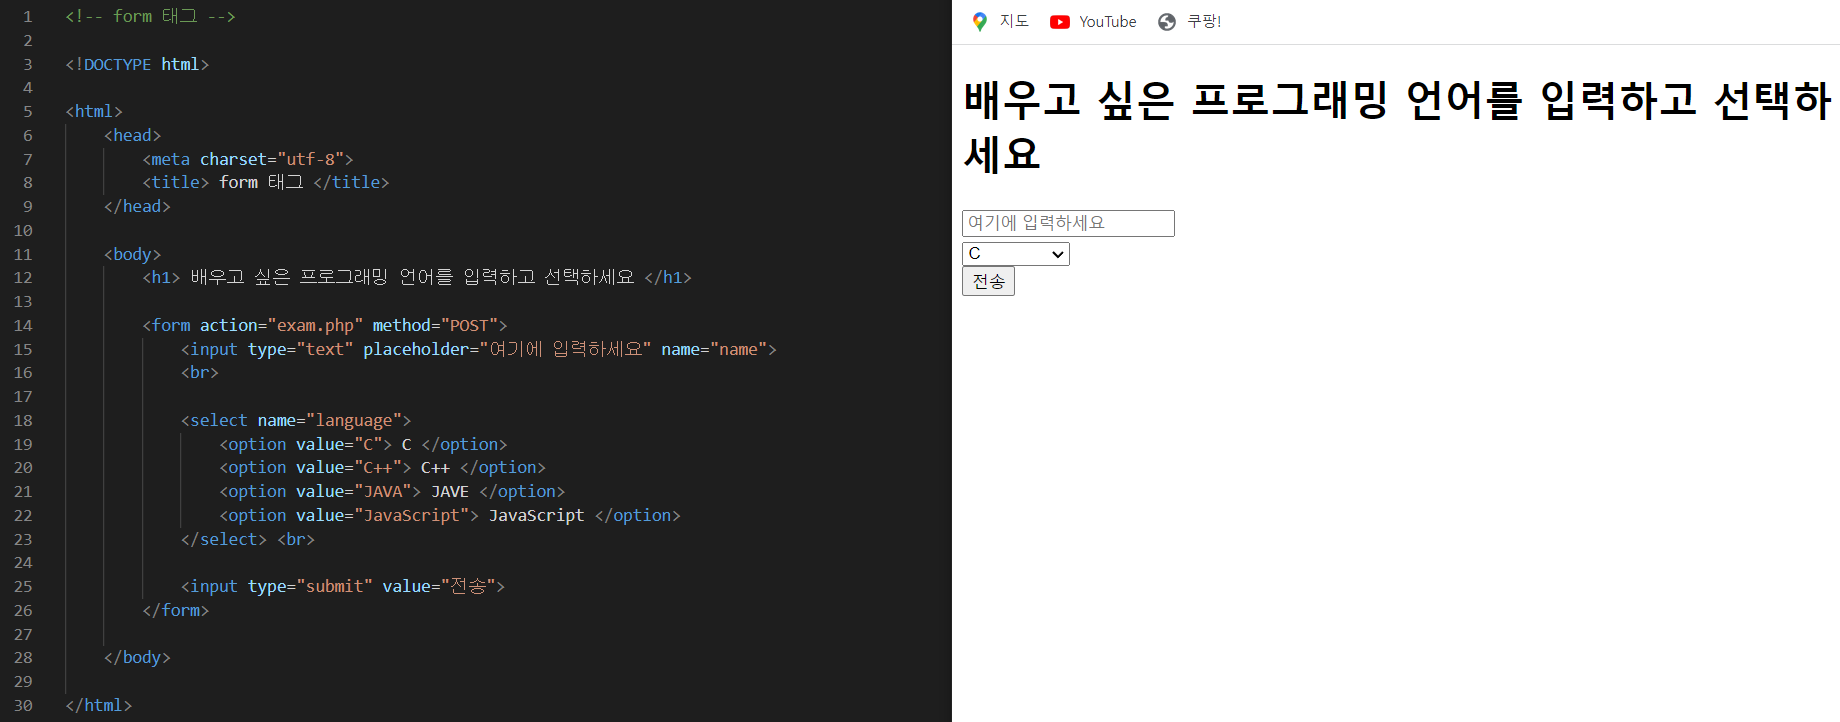 1 <!-- form 태그 -->
2
3 <!DOCTYPE html>
4
5 <html>
6 <head>
7 <meta charset="utf-8">
8 <title> form 태그 </title>
9 </head>
10
11 <body>
12 <h1> 배우고 싶은 프로그래밍 언어를 입력하고 선택하세요 </h1>
13
14 <form action="exam.php" method="POST">
15 <input type="text" placeholder="여기에 입력하세요" name="name">
16 <br>
17
18 <select name="language">
19 <option value="C"> C </option>
20 <option value="C++"> C++ </option>
21 <option value="JAVA"> JAVE </option>
22 <option value="JavaScript"> JavaScript </option>
23 </select> <br>
24
25 <input type="submit" value="전송">
26 </form>
27
28 </body>
29
30 </html>
지도 YouTube 쿠팡!
배우고 싶은 프로그래밍 언어를 입력하고 선택하
세요
여기에 입력하세요
C
전송